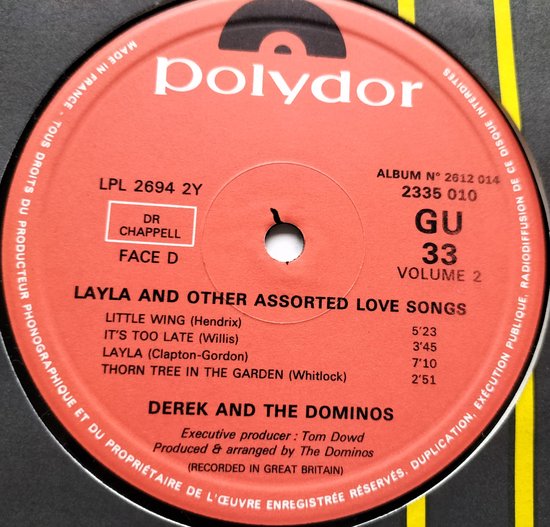 polydor
ALBUM N° 2612 014
LPL 2694 2Y
2335 010
DR
CHAPPELL
GU
33
FACE D
VOLUME 2
LAYLA AND OTHER ASSORTED LOVE SONGS
LITTLE WING (Hendrix) 5'23
IT'S TOO LATE (Willis) 3'45
LAYLA (Clapton-Gordon) 7'10
THORN TREE IN THE GARDEN (Whitlock) 2'51
DEREK AND THE DOMINOS
Executive producer : Tom Dowd
Produced & arranged by The Dominos
(RECORDED IN GREAT BRITAIN)
MADE IN FRANCE - TOUS DROITS DU PRODUCTEUR PHONOGRAPHIQUE ET DU PROPRIÉTAIRE DE L'ŒUVRE ENREGISTRÉE RÉSERVÉS, DUPLICATION, EXÉCUTION PUBLIQUE, RADIODIFFUSION DE CE DISQUE INTERDITES